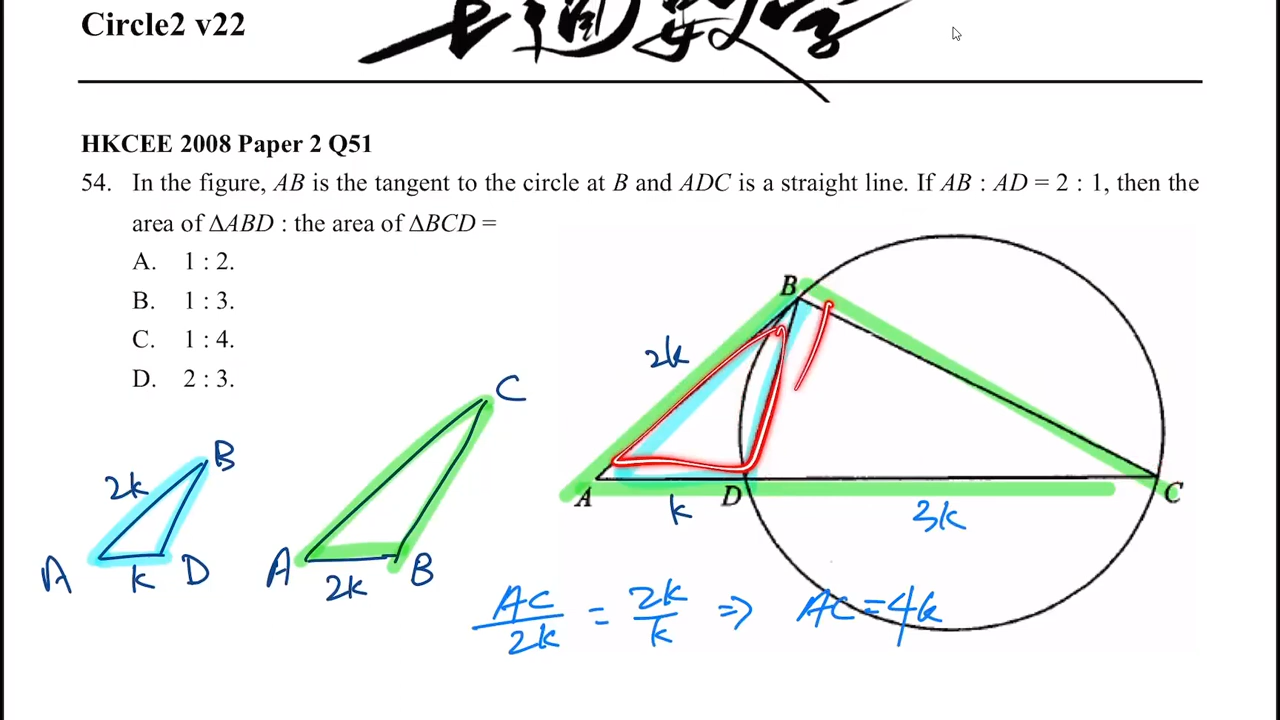 Circle2 v22
HKCEE 2008 Paper 2 Q51
54. In the figure, AB is the tangent to the circle at B and ADC is a straight line. If AB : AD = 2 : 1, then the
area of ΔABD : the area of ΔBCD =
A. 1 : 2.
B. 1 : 3.
C. 1 : 4.
D. 2 : 3.
B
2k
A
k
D
3k
C
B
2k
A
k
D
C
A
2k
B
AC/2k = 2k/k ⇒ AC = 4k